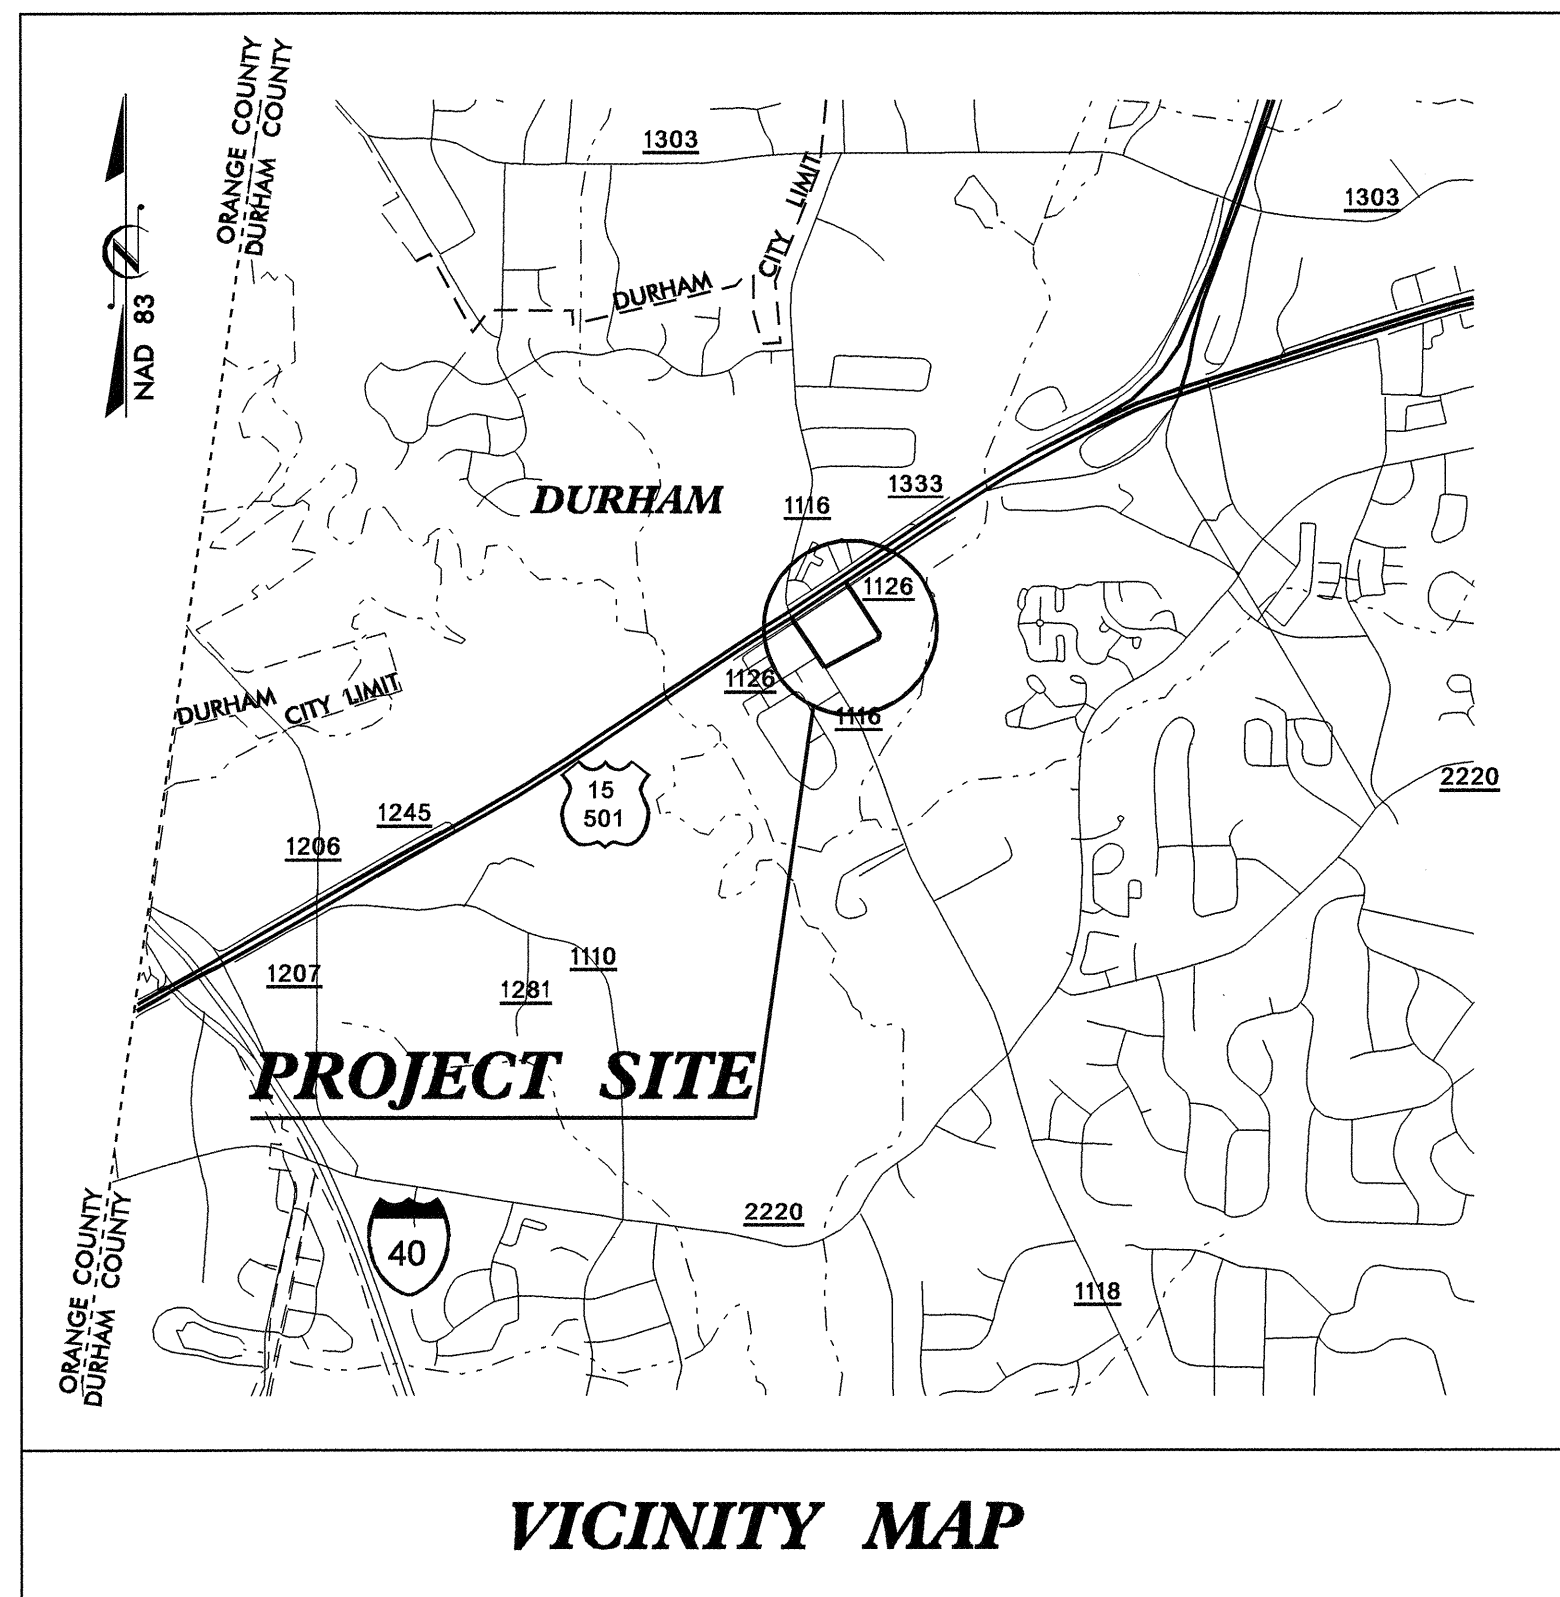 ORANGE COUNTY
DURHAM COUNTY
1303
CITY LIMIT
1303
N
NAD 83
DURHAM
DURHAM
1333
1116
1126
1126
DURHAM CITY LIMIT
1116
2220
15
501
1245
1206
1110
1207
1281
PROJECT SITE
2220
40
1118
ORANGE COUNTY
DURHAM COUNTY
VICINITY MAP